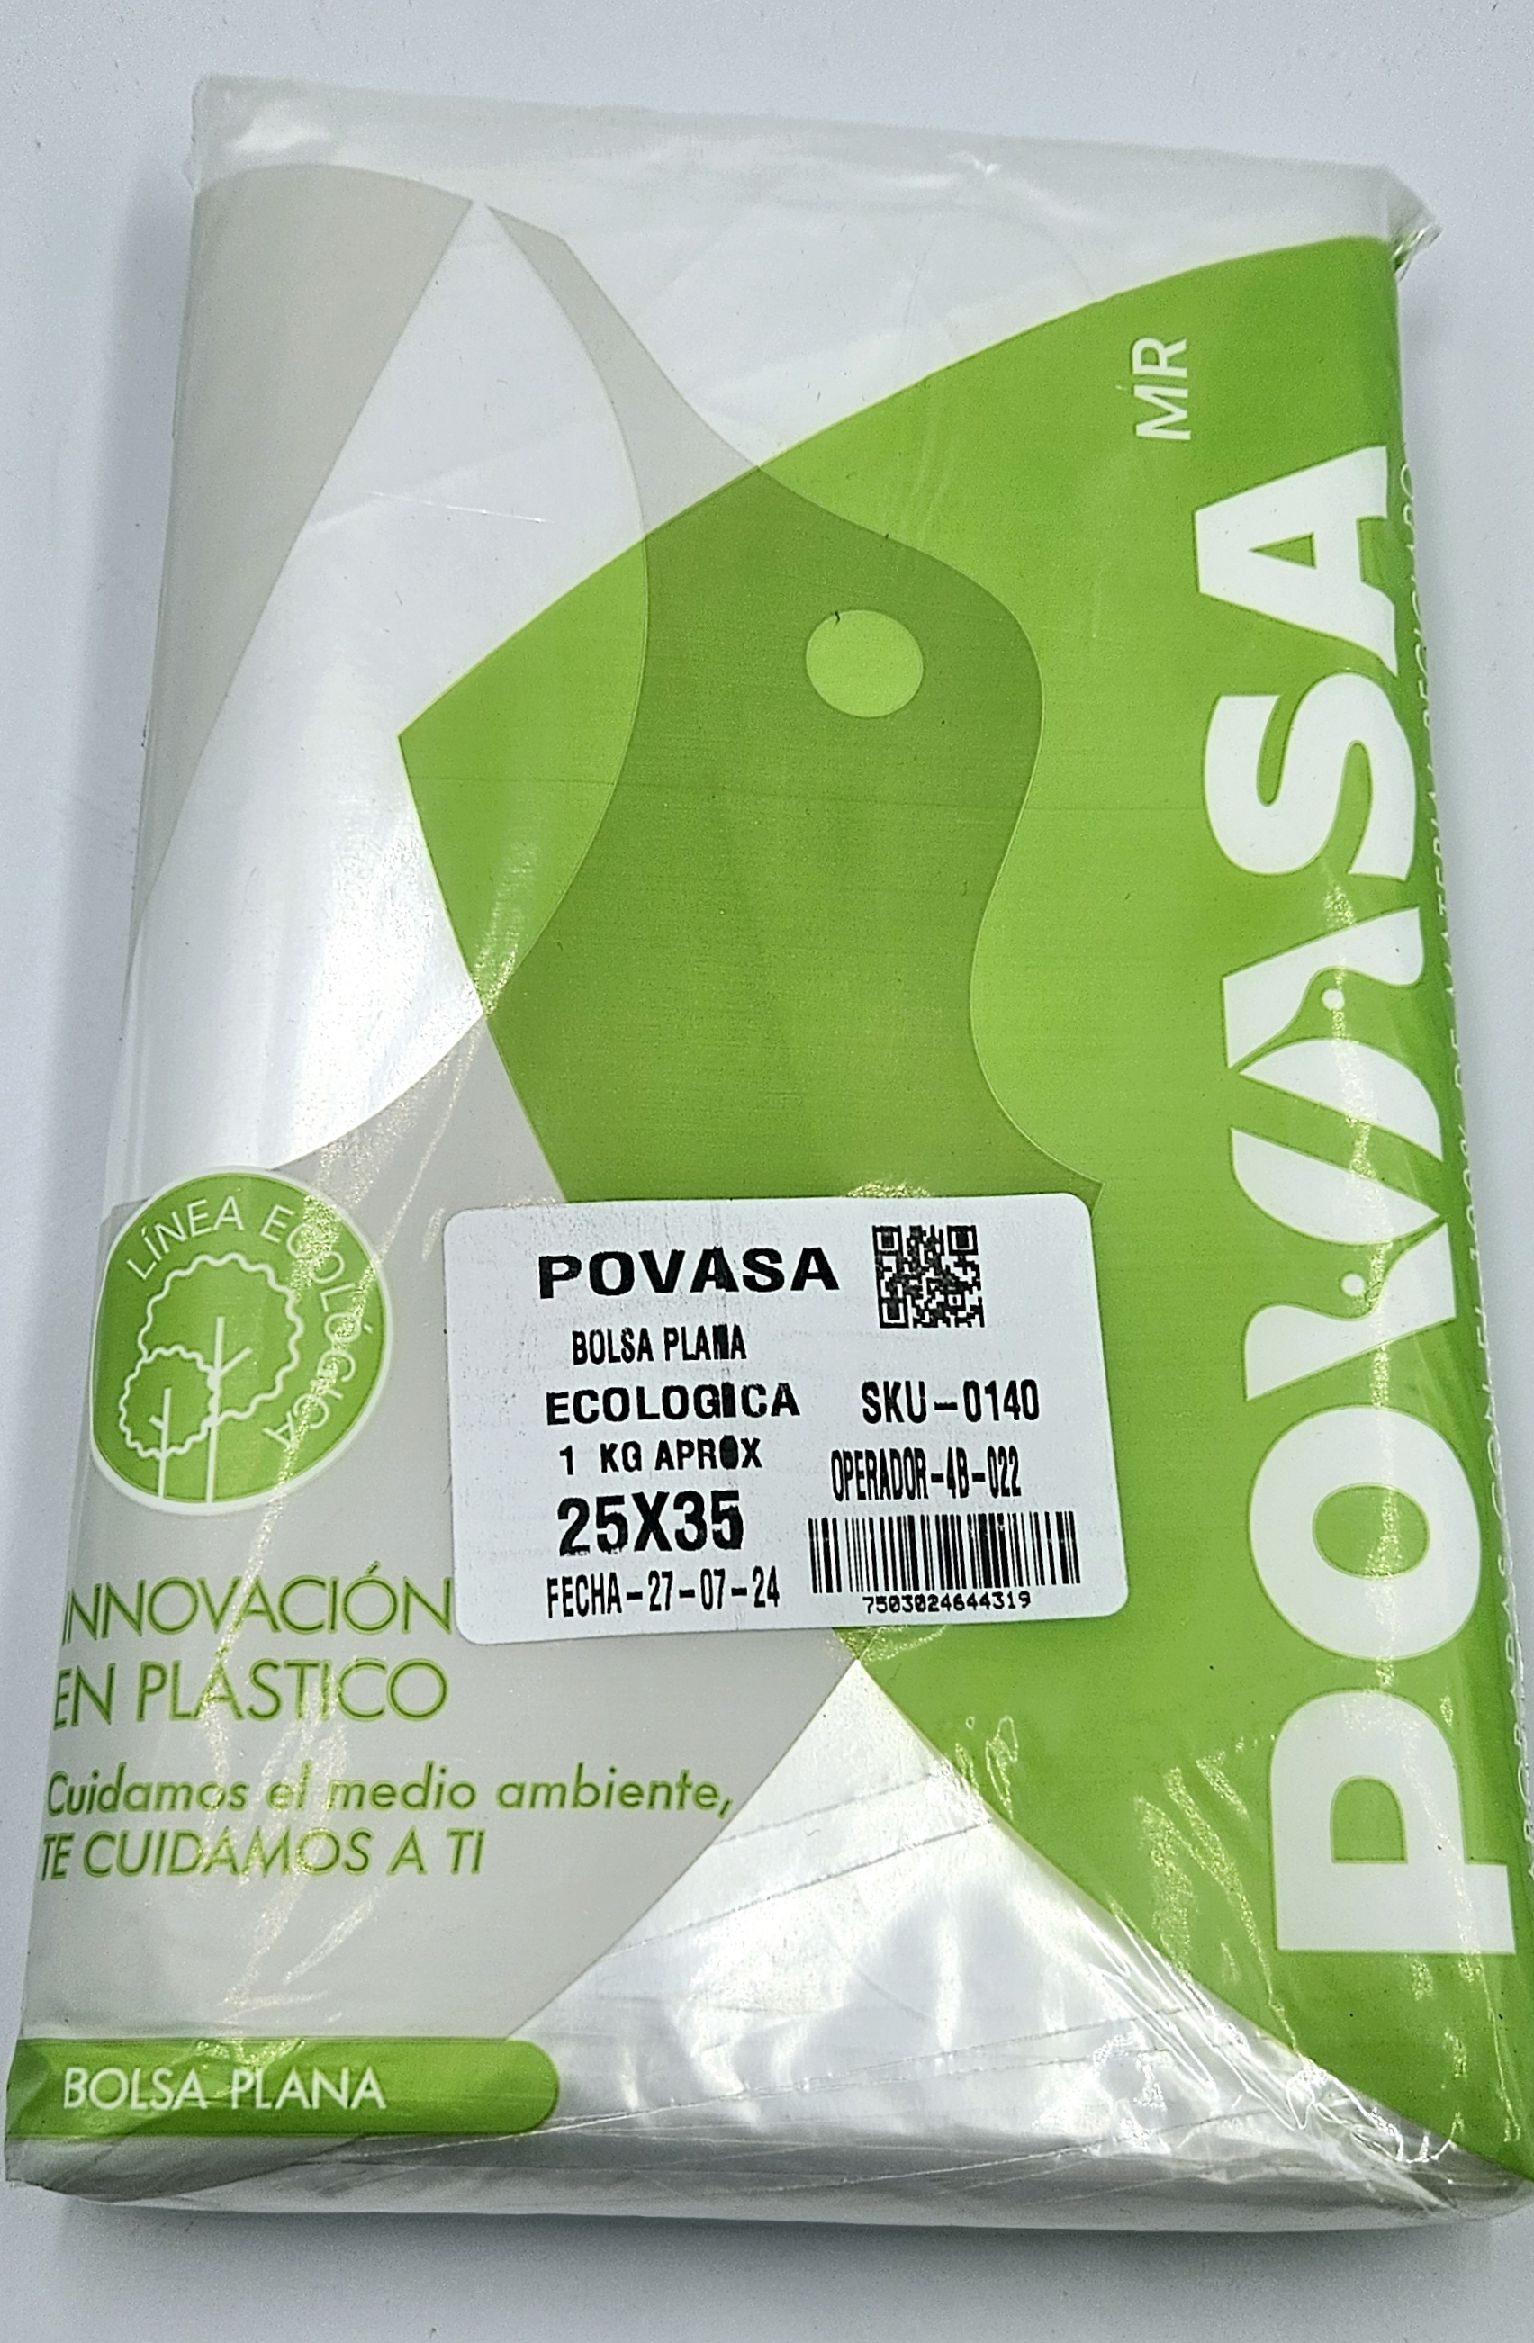 MR
POVASA
LÍNEA ECOLÓGICA
POVASA
BOLSA PLANA
ECOLOGICA
SKU-0140
1 KG APROX
OPERADOR-4B-022
25X35
FECHA-27-07-24
7503024644319
INNOVACIÓN
EN PLÁSTICO
Cuidamos el medio ambiente,
TE CUIDAMOS A TI
BOLSA PLANA